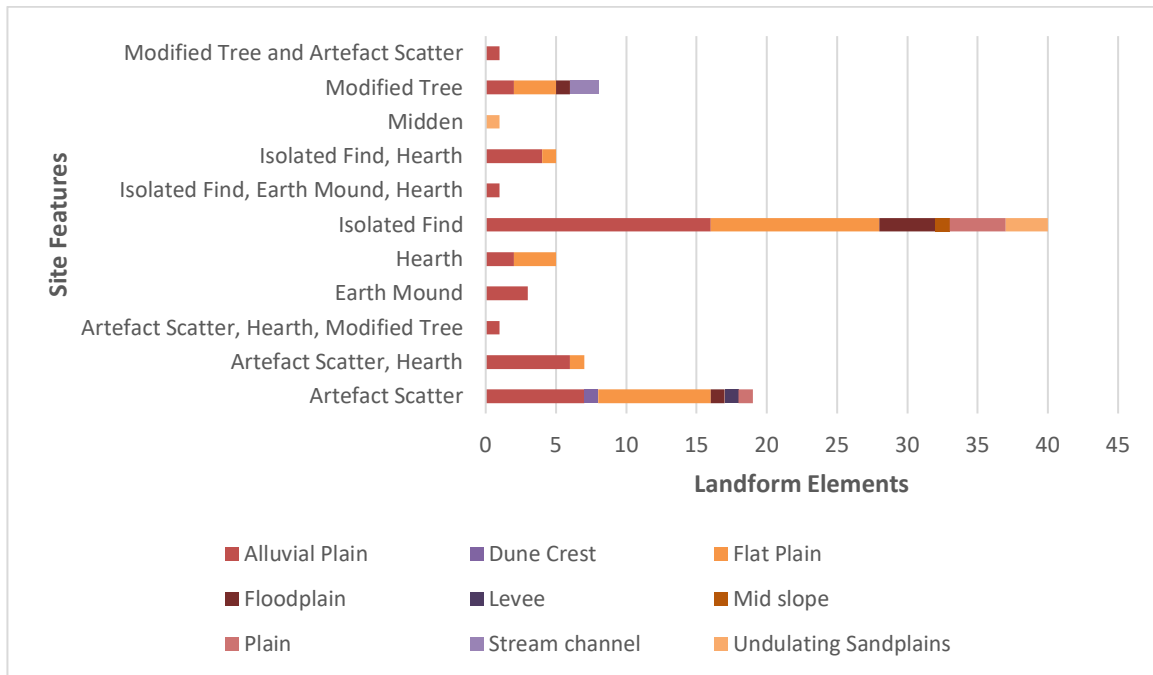 Site Features
Modified Tree and Artefact Scatter
Modified Tree
Midden
Isolated Find, Hearth
Isolated Find, Earth Mound, Hearth
Isolated Find
Hearth
Earth Mound
Artefact Scatter, Hearth, Modified Tree
Artefact Scatter, Hearth
Artefact Scatter
0 5 10 15 20 25 30 35 40 45
Landform Elements
Alluvial Plain Dune Crest Flat Plain
Floodplain Levee Mid slope
Plain Stream channel Undulating Sandplains